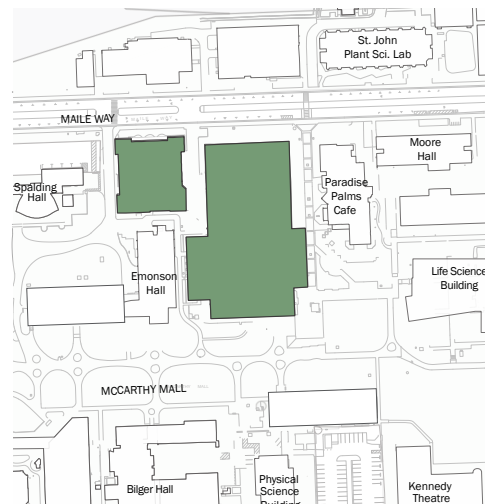 St. John
Plant Sci. Lab
MAILE WAY
Moore
Hall
Spalding
Hall
Paradise
Palms
Cafe
Life Science
Building
Emonson
Hall
MCCARTHY MALL
Bilger Hall
Physical
Science
Building
Kennedy
Theatre